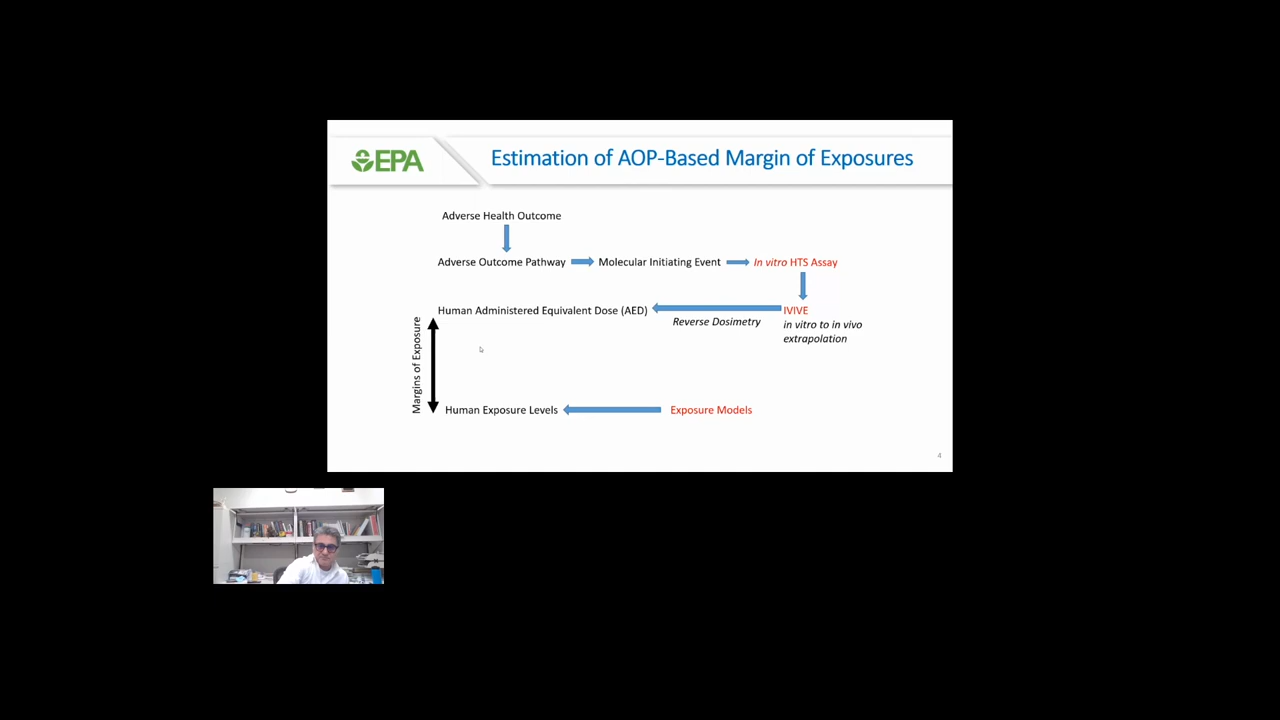 EPA
Estimation of AOP-Based Margin of Exposures
Adverse Health Outcome
Adverse Outcome Pathway
Molecular Initiating Event
In vitro HTS Assay
Human Administered Equivalent Dose (AED)
Reverse Dosimetry
IVIVE
in vitro to in vivo
extrapolation
Margins of Exposure
Human Exposure Levels
Exposure Models
4